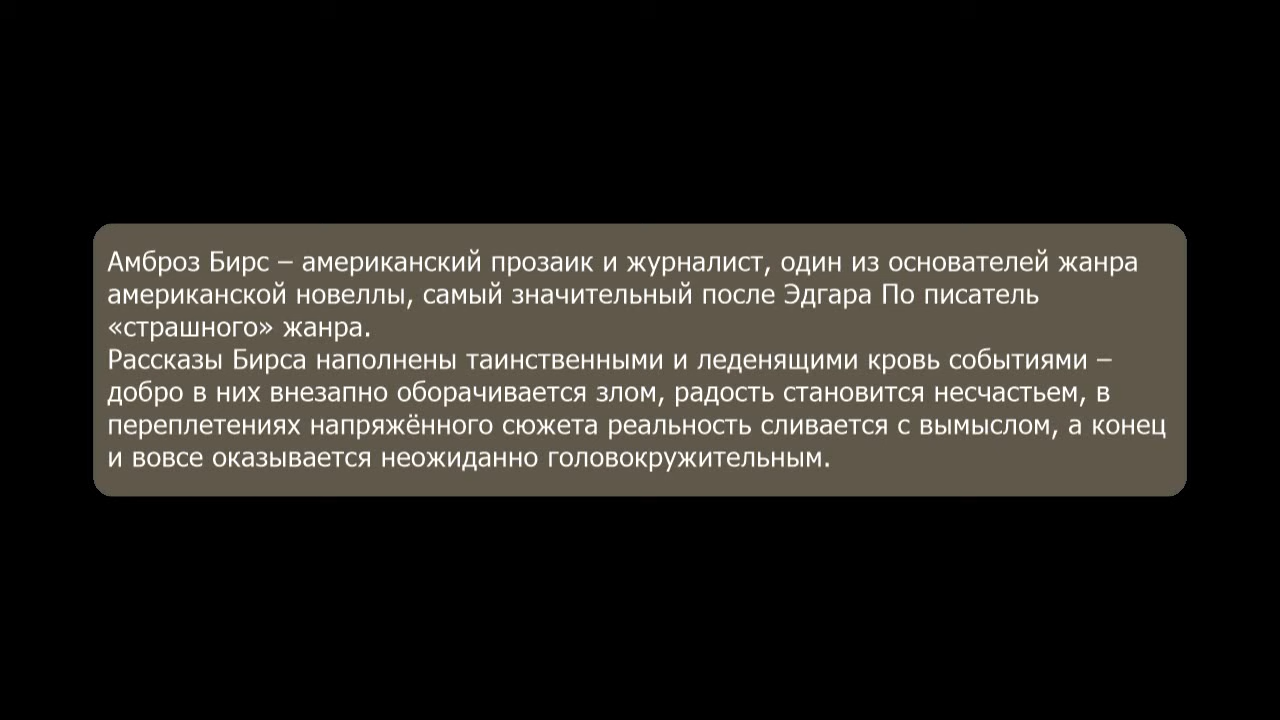 Амброз Бирс – американский прозаик и журналист, один из основателей жанра
американской новеллы, самый значительный после Эдгара По писатель
«страшного» жанра.
Рассказы Бирса наполнены таинственными и леденящими кровь событиями –
добро в них внезапно оборачивается злом, радость становится несчастьем, в
переплетениях напряжённого сюжета реальность сливается с вымыслом, а конец
и вовсе оказывается неожиданно головокружительным.